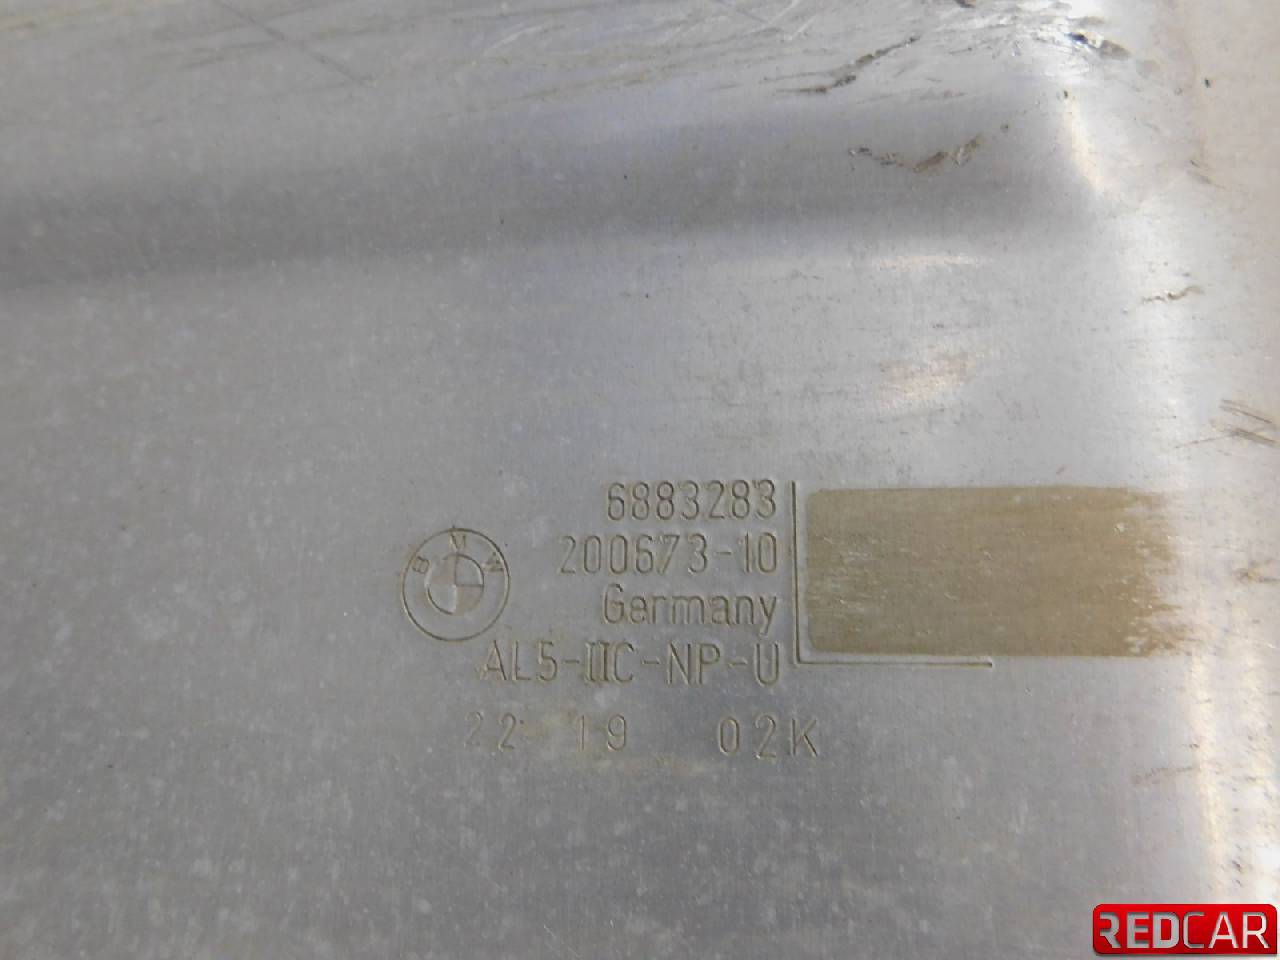 6883283
200673-10
BMW
Germany
AL5-IIC-NP-U
22 19 02K
REDCAR